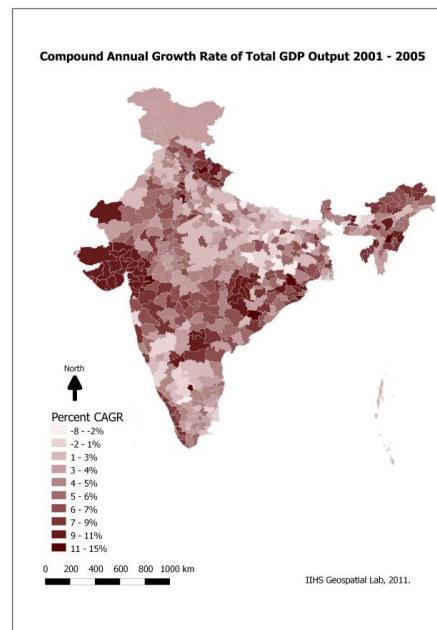 Compound Annual Growth Rate of Total GDP Output 2001 - 2005
North
Percent CAGR
-8 - -2%
-2 - 1%
1 - 3%
3 - 4%
4 - 5%
5 - 6%
6 - 7%
7 - 9%
9 - 11%
11 - 15%
0 200 400 600 800 1000 km
IIHS Geospatial Lab, 2011.